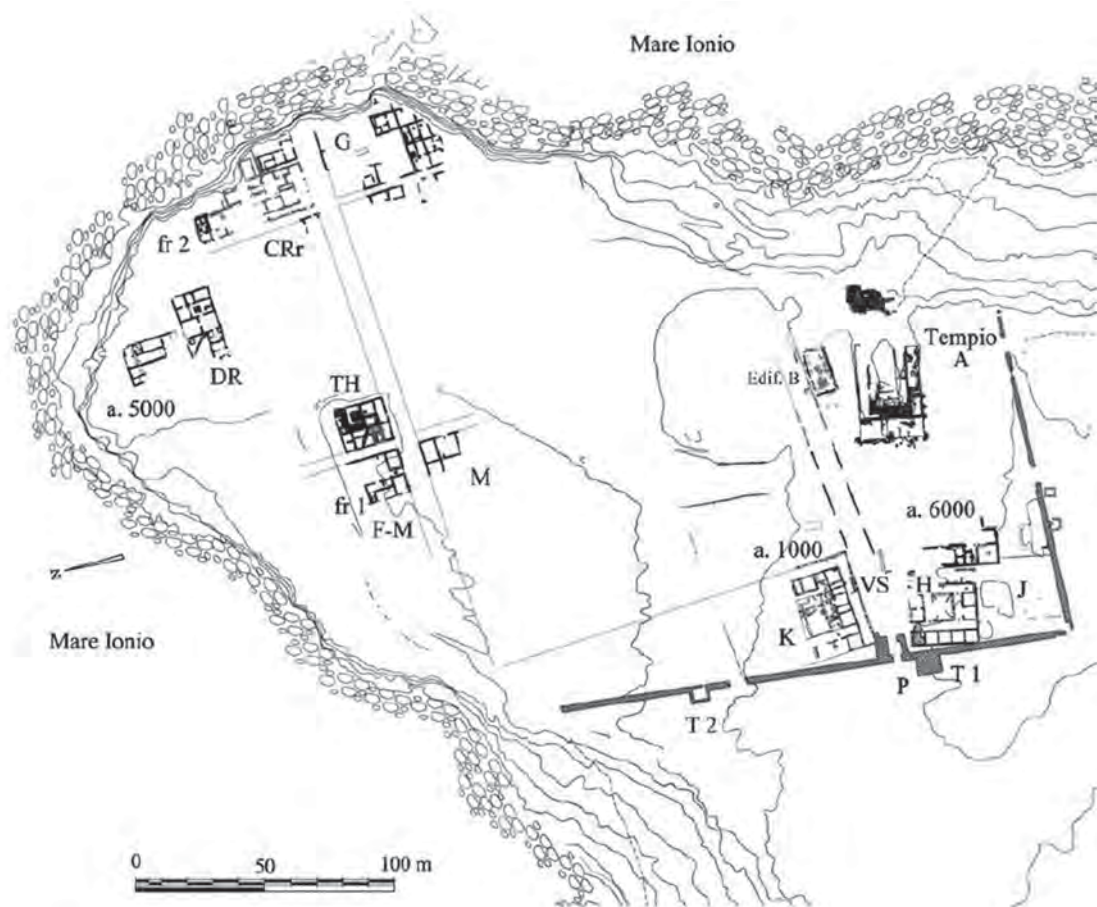 Mare Ionio
G
fr 2
CRr
DR
a. 5000
TH
M
fr 1
F-M
Edif. B
Tempio
A
a. 6000
a. 1000
VS
H
J
K
P
T 1
T 2
z
Mare Ionio
0 50 100 m